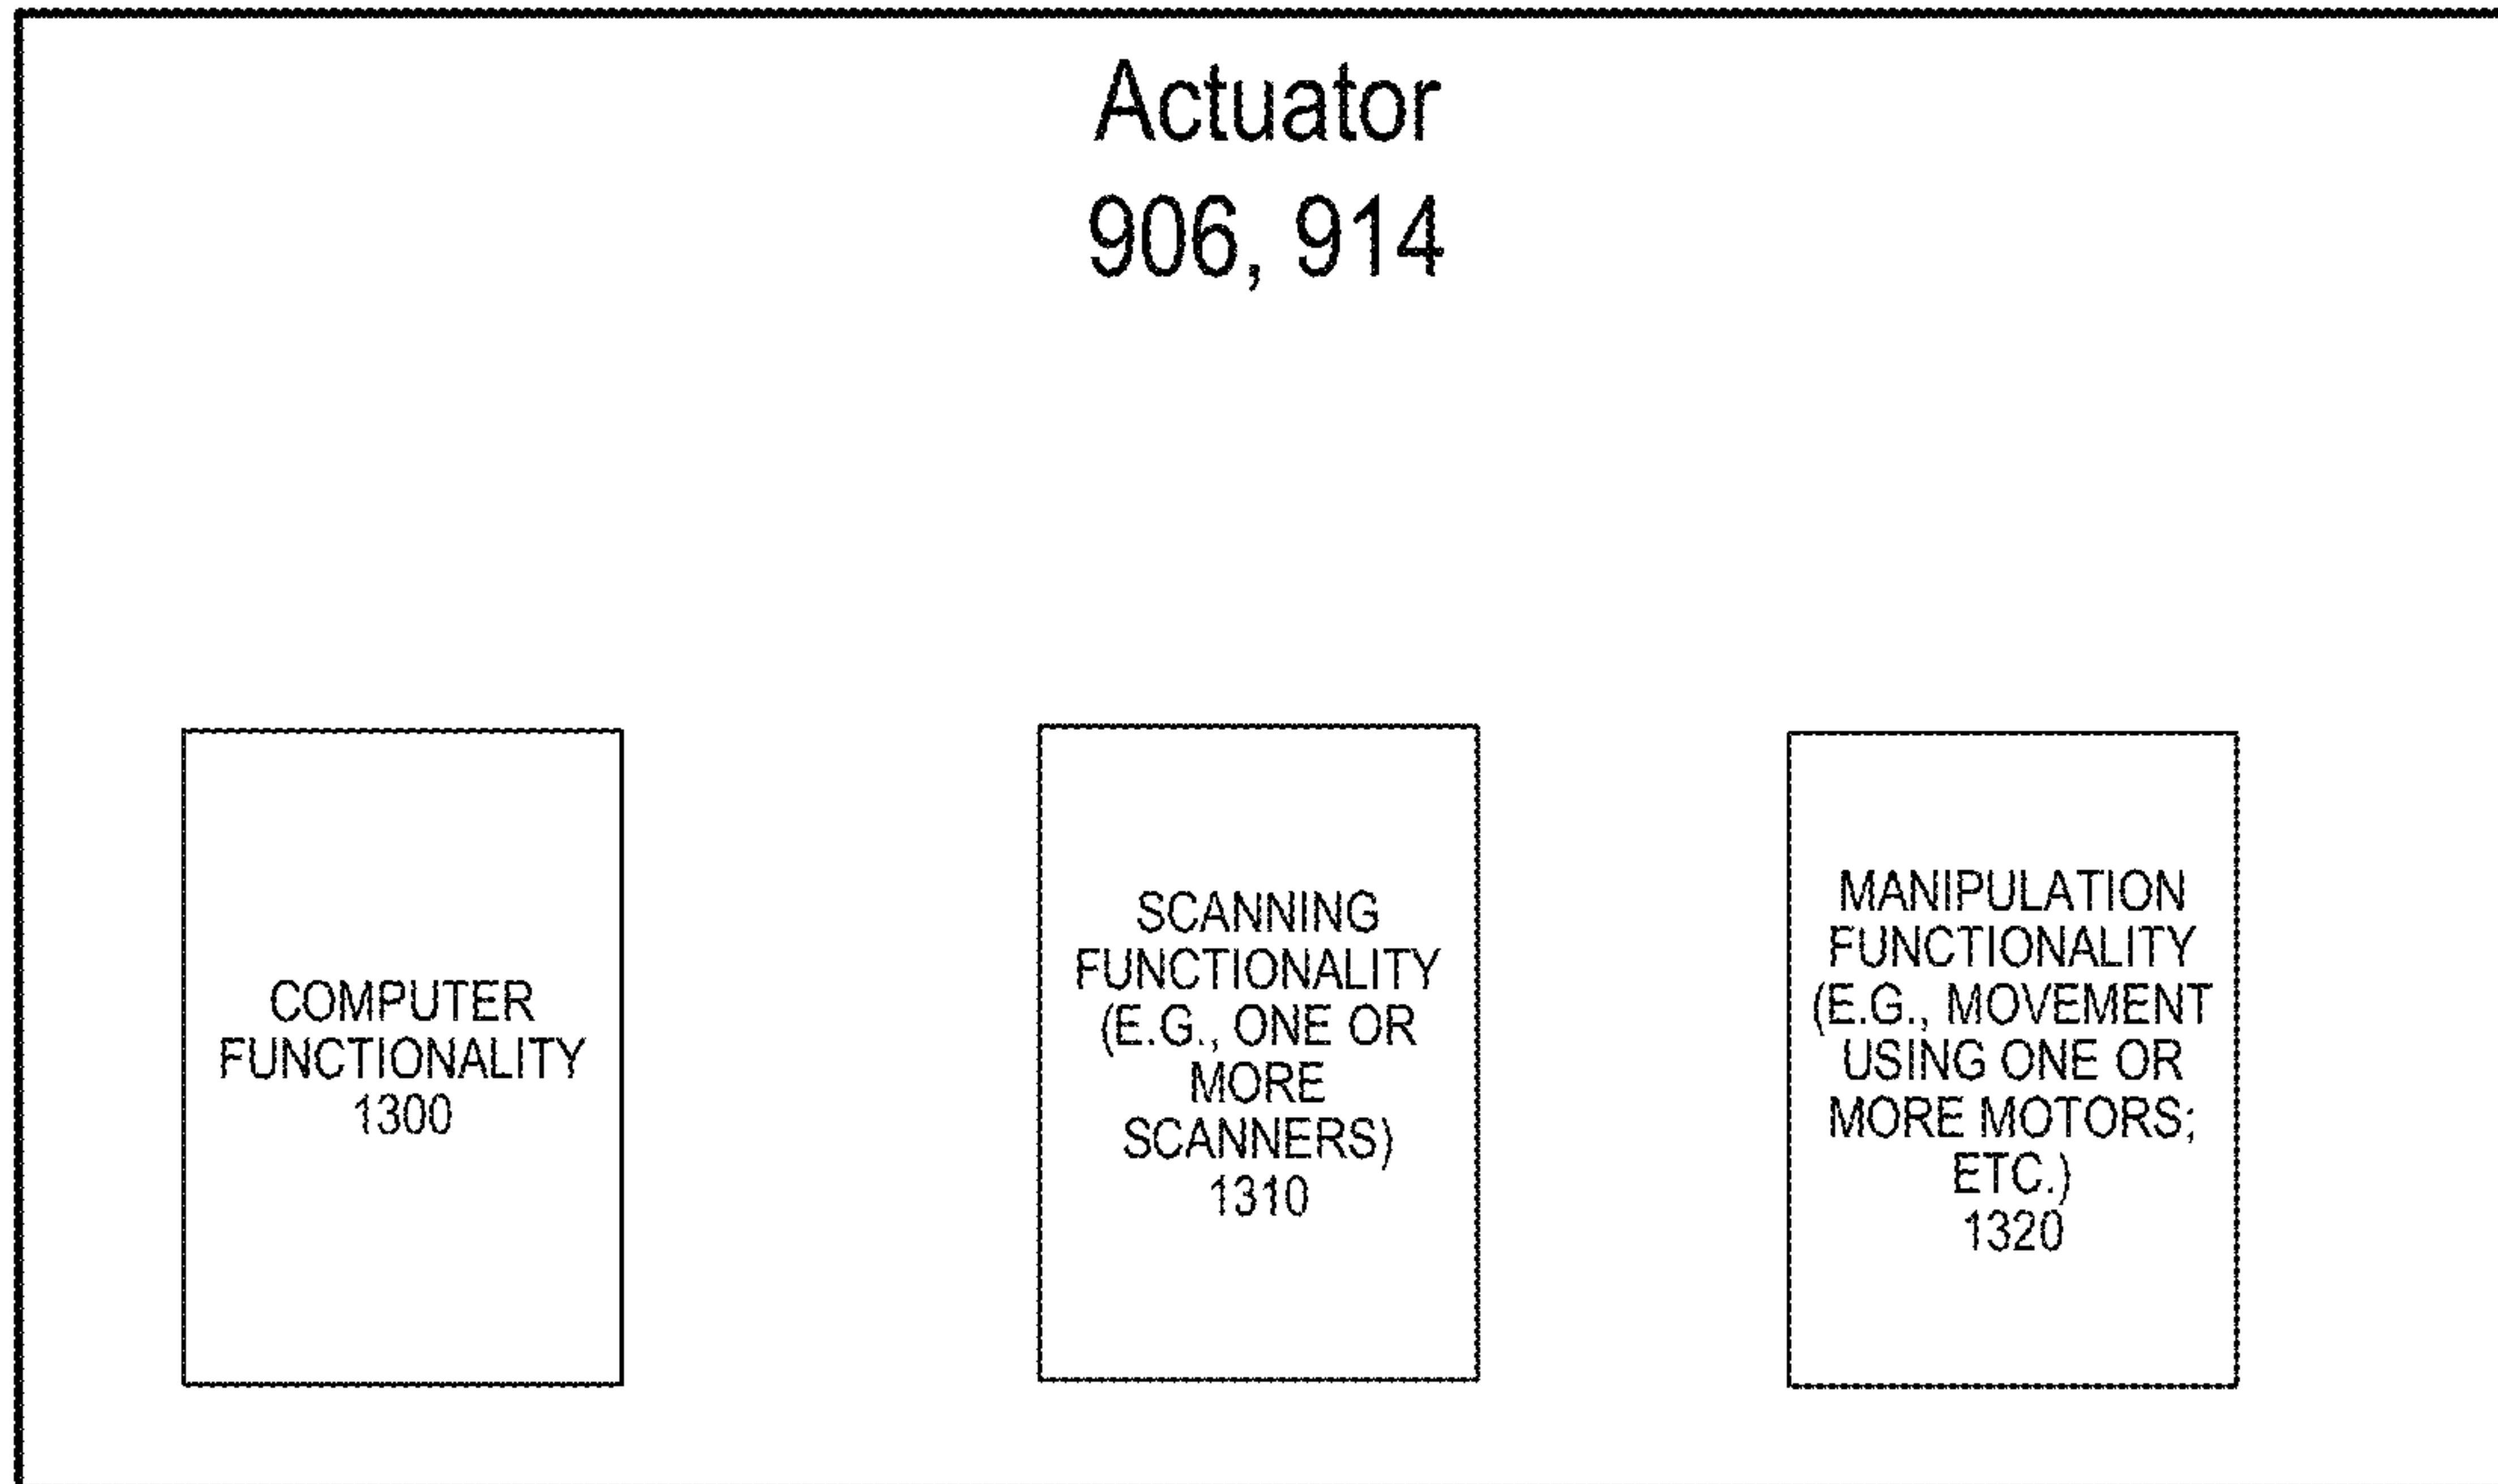 Actuator
906, 914
COMPUTER
FUNCTIONALITY
1300
SCANNING
FUNCTIONALITY
(E.G., ONE OR
MORE
SCANNERS)
1310
MANIPULATION
FUNCTIONALITY
(E.G., MOVEMENT
USING ONE OR
MORE MOTORS;
ETC.)
1320